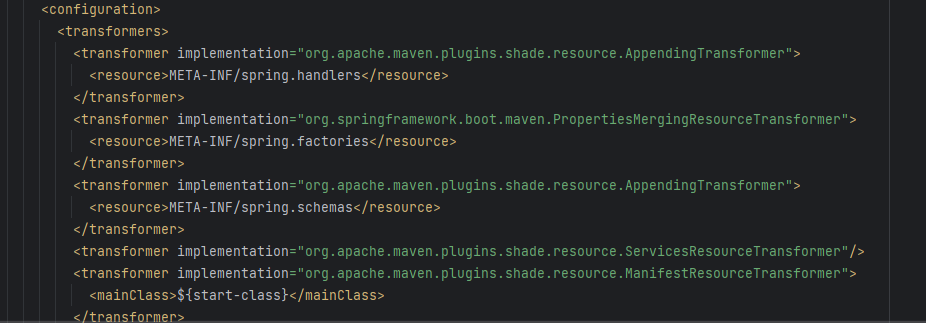 <configuration>
<transformers>
<transformer implementation="org.apache.maven.plugins.shade.resource.AppendingTransformer">
<resource>META-INF/spring.handlers</resource>
</transformer>
<transformer implementation="org.springframework.boot.maven.PropertiesMergingResourceTransformer">
<resource>META-INF/spring.factories</resource>
</transformer>
<transformer implementation="org.apache.maven.plugins.shade.resource.AppendingTransformer">
<resource>META-INF/spring.schemas</resource>
</transformer>
<transformer implementation="org.apache.maven.plugins.shade.resource.ServicesResourceTransformer"/>
<transformer implementation="org.apache.maven.plugins.shade.resource.ManifestResourceTransformer">
<mainClass>${start-class}</mainClass>
</transformer>